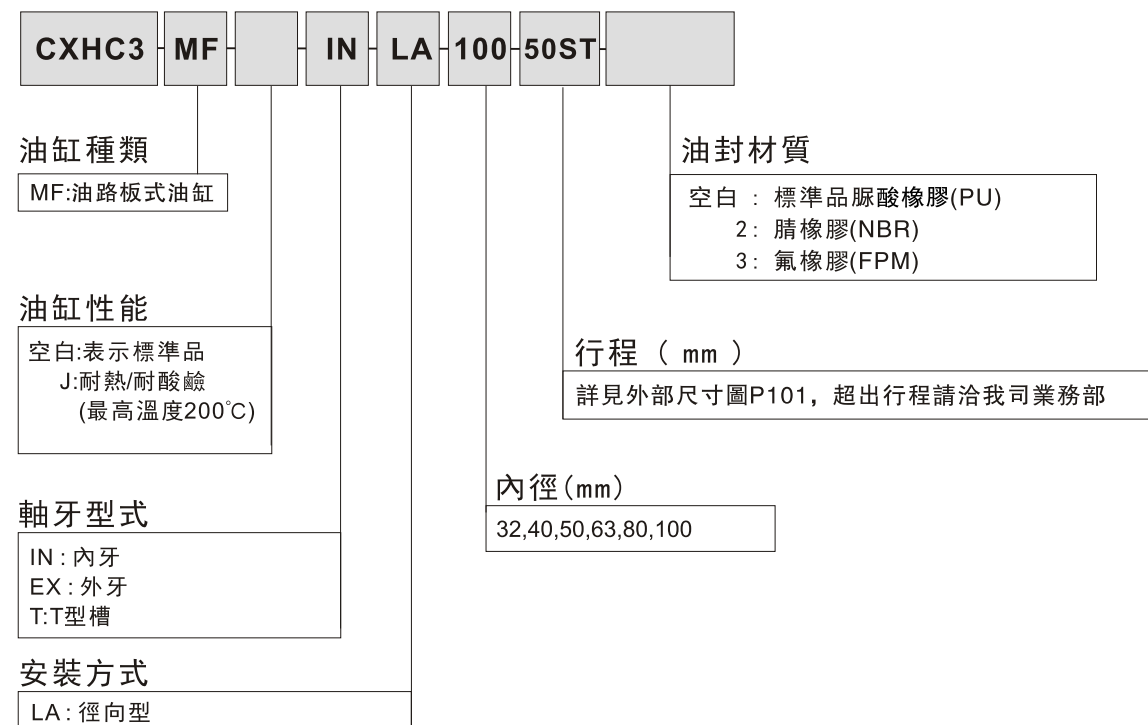 CXHC3-MF- -IN-LA-100-50ST-
油缸種類
MF:油路板式油缸
油封材質
空白 : 標準品脲酸橡膠(PU)
2: 腈橡膠(NBR)
3: 氟橡膠(FPM)
油缸性能
空白:表示標準品
J:耐熱/耐酸鹼
(最高溫度200℃)
行程 ( mm )
詳見外部尺寸圖P101，超出行程請洽我司業務部
內徑(mm)
32,40,50,63,80,100
軸牙型式
IN : 內牙
EX : 外牙
T:T型槽
安裝方式
LA : 徑向型